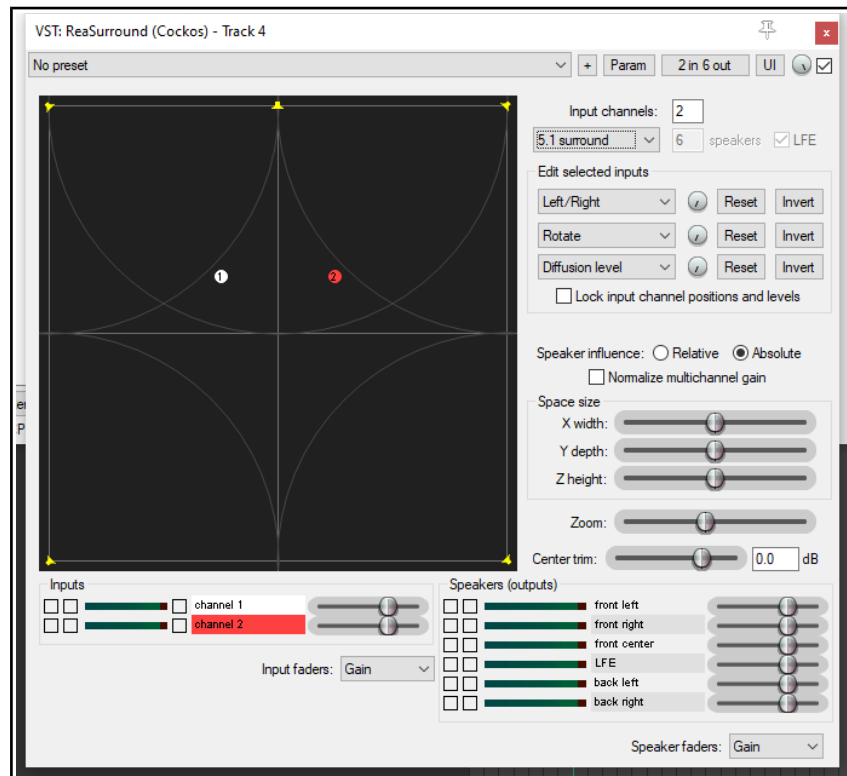 VST: ReaSurround (Cockos) - Track 4
x
No preset
+
Param
2 in 6 out
UI
Input channels: 2
5.1 surround 6 speakers LFE
Edit selected inputs
Left/Right Reset Invert
Rotate Reset Invert
Diffusion level Reset Invert
Lock input channel positions and levels
1
2
Speaker influence: Relative Absolute
Normalize multichannel gain
Space size
X width:
Y depth:
Z height:
Zoom:
Center trim: 0.0 dB
Inputs
channel 1
channel 2
Input faders: Gain
Speakers (outputs)
front left
front right
front center
LFE
back left
back right
Speaker faders: Gain